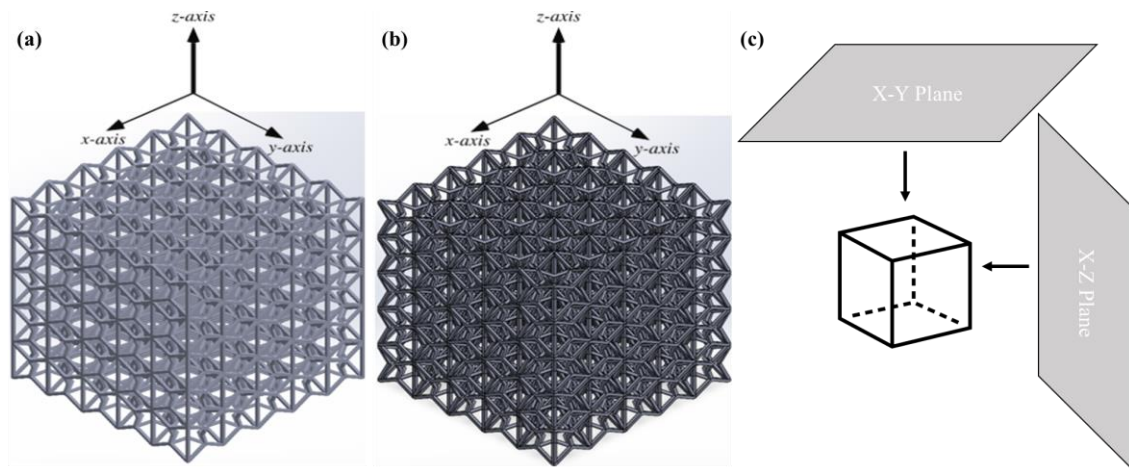 (a)
z-axis
x-axis
y-axis
(b)
z-axis
x-axis
y-axis
(c)
X-Y Plane
X-Z Plane